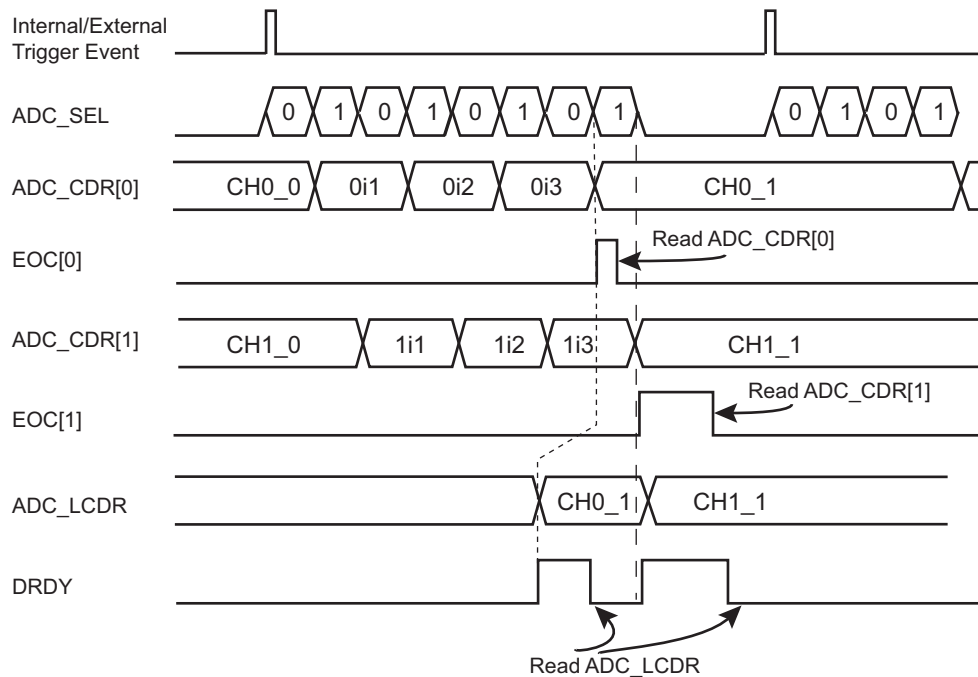 Internal/External
Trigger Event
ADC_SEL
0 1 0 1 0 1 0 1 0 1 0 1
ADC_CDR[0]
CH0_0 0i1 0i2 0i3 CH0_1
EOC[0]
Read ADC_CDR[0]
ADC_CDR[1]
CH1_0 1i1 1i2 1i3 CH1_1
EOC[1]
Read ADC_CDR[1]
ADC_LCDR
CH0_1 CH1_1
DRDY
Read ADC_LCDR